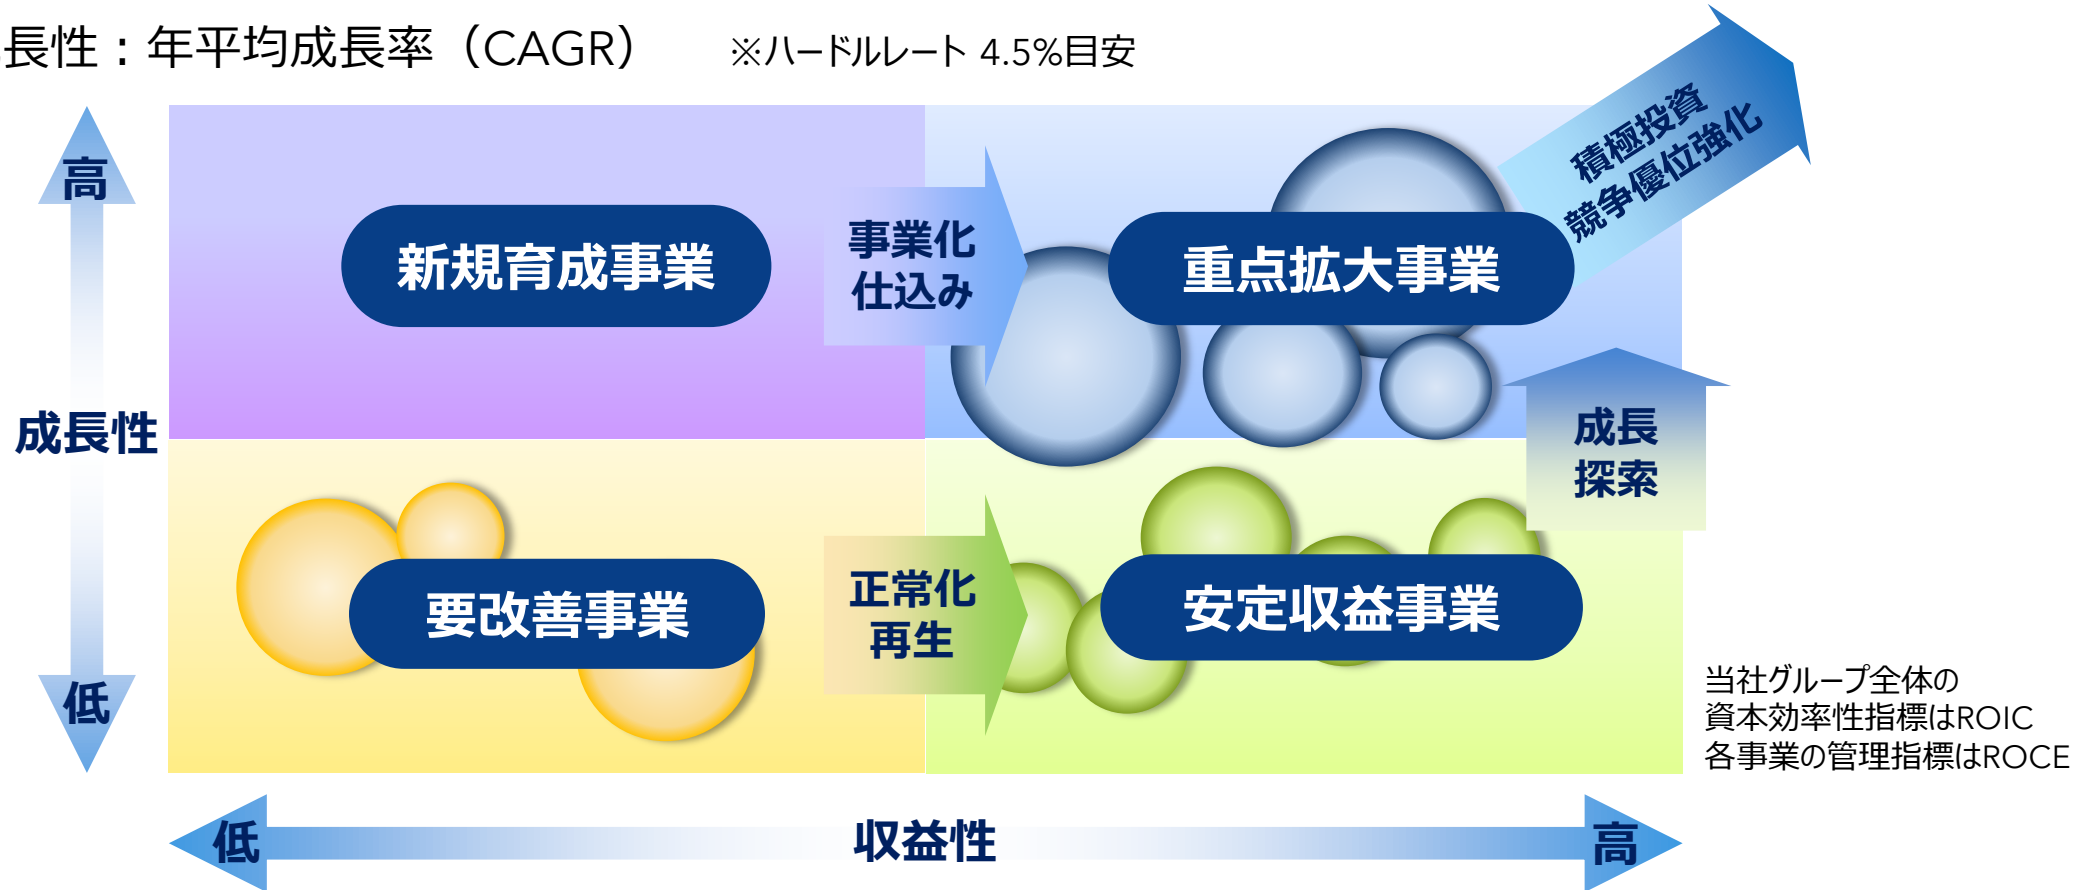 長性：年平均成長率（CAGR）　※ハードルレート 4.5%目安
積極投資
競争優位強化
高
成長性
低
新規育成事業
事業化
仕込み
重点拡大事業
成長
探索
要改善事業
正常化
再生
安定収益事業
当社グループ全体の
資本効率性指標はROIC
各事業の管理指標はROCE
低
収益性
高